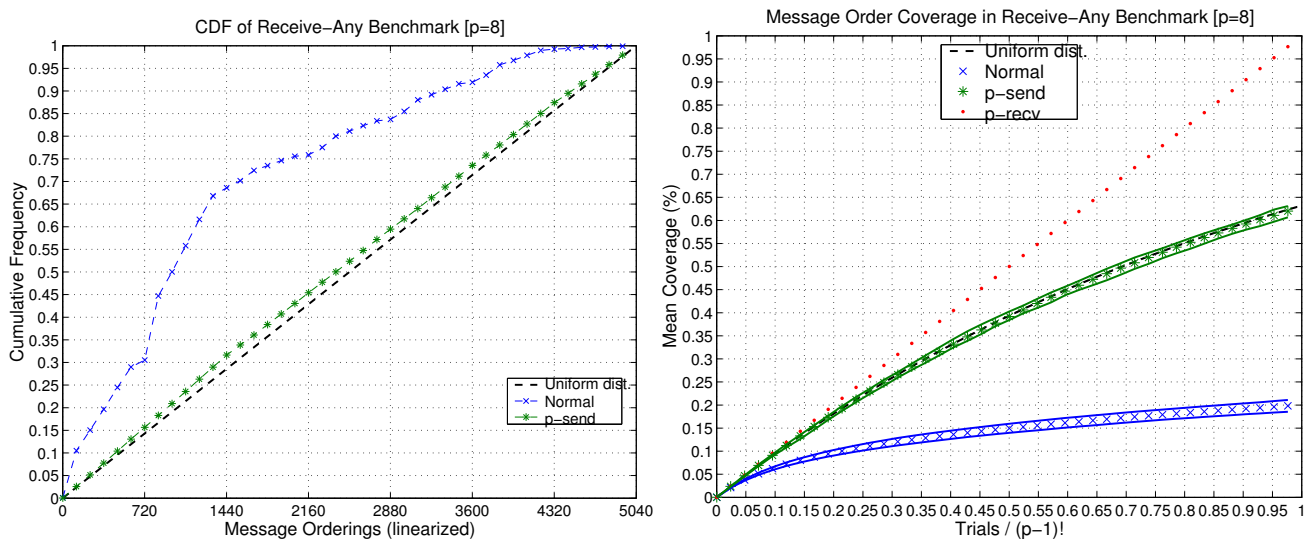 CDF of Receive−Any Benchmark [p=8]
1
0.95
0.9
0.85
0.8
0.75
0.7
0.65
0.6
0.55
0.5
0.45
0.4
0.35
0.3
0.25
0.2
0.15
0.1
0.05
0
Cumulative Frequency
Uniform dist.
Normal
p−send
0 720 1440 2160 2880 3600 4320 5040
Message Orderings (linearized)
Message Order Coverage in Receive−Any Benchmark [p=8]
1
0.95
0.9
0.85
0.8
0.75
0.7
0.65
0.6
0.55
0.5
0.45
0.4
0.35
0.3
0.25
0.2
0.15
0.1
0.05
0
Mean Coverage (%)
Uniform dist.
Normal
p−send
p−recv
0 0.05 0.1 0.15 0.2 0.25 0.3 0.35 0.4 0.45 0.5 0.55 0.6 0.65 0.7 0.75 0.8 0.85 0.9 0.95 1
Trials / (p−1)!